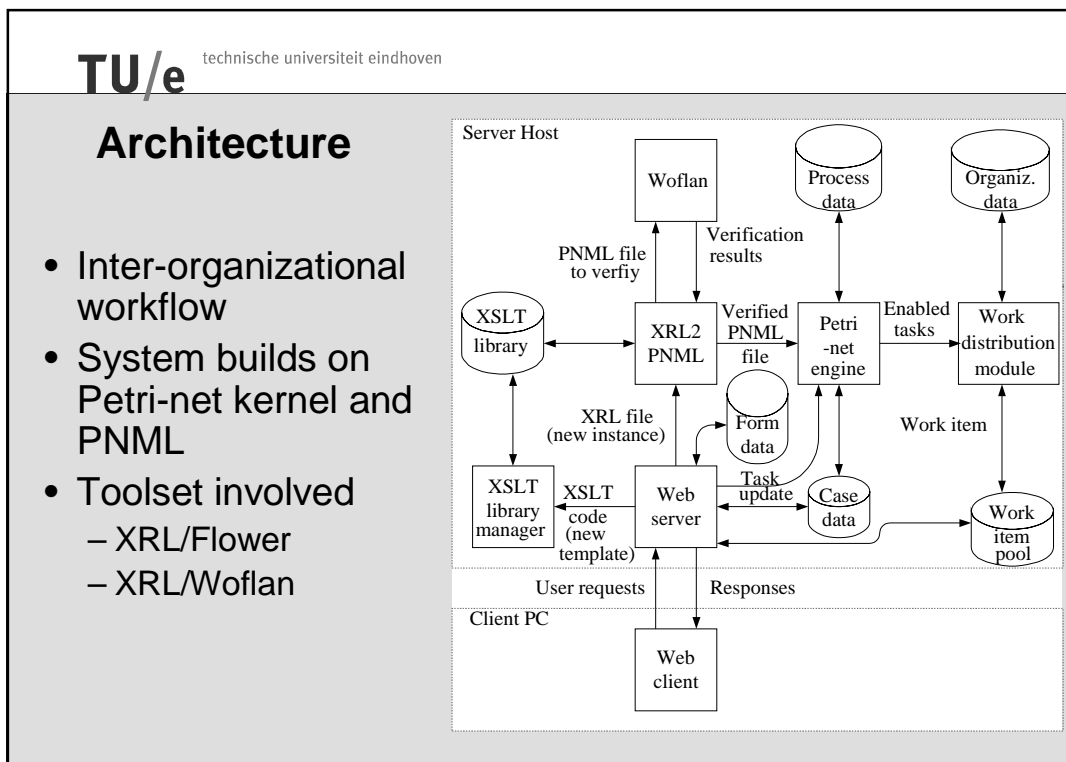 TU/e technische universiteit eindhoven
Architecture
• Inter-organizational
workflow
• System builds on
Petri-net kernel and
PNML
• Toolset involved
– XRL/Flower
– XRL/Woflan
Server Host
Woflan
Process
data
Organiz.
data
PNML file
to verfiy
Verification
results
XSLT
library
XRL2
PNML
Verified
PNML
file
Petri
-net
engine
Enabled
tasks
Work
distribution
module
XRL file
(new instance)
Form
data
Work item
XSLT
library
manager
XSLT
code (new
template)
Web
server
Task
update
Case
data
Work
item
pool
User requests
Responses
Client PC
Web
client